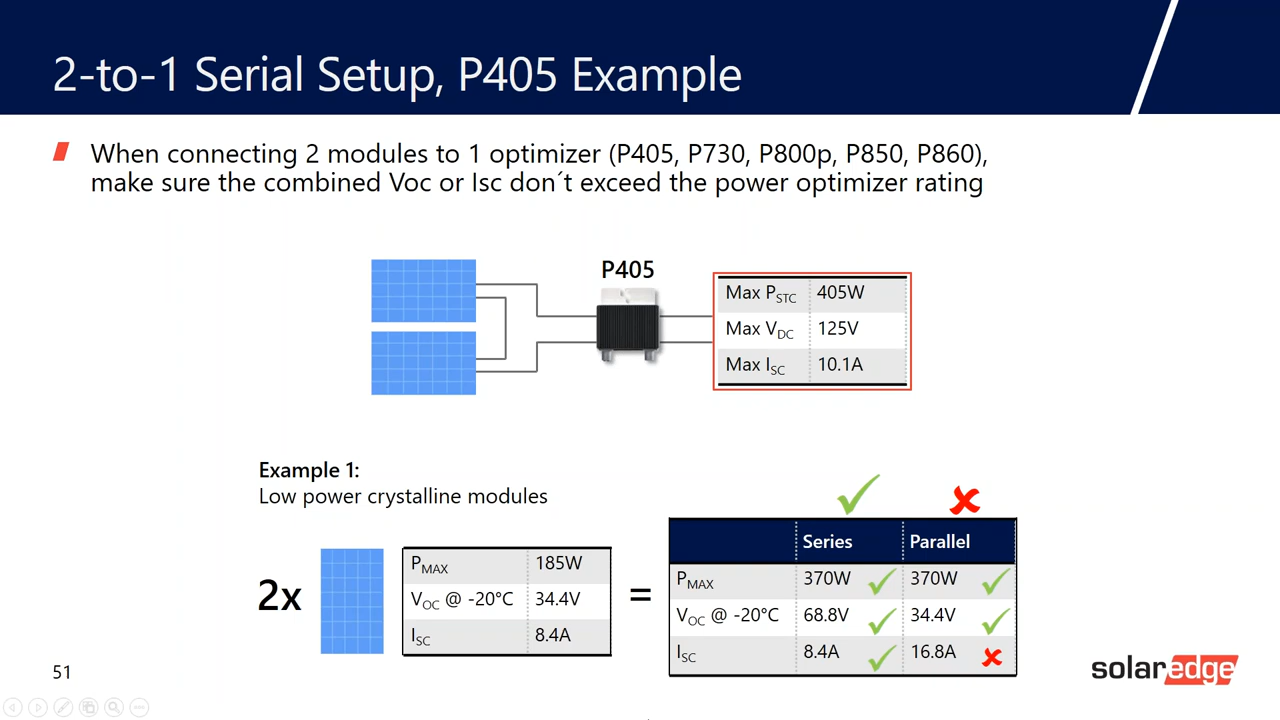 2-to-1 Serial Setup, P405 Example
When connecting 2 modules to 1 optimizer (P405, P730, P800p, P850, P860),
make sure the combined Voc or Isc don´t exceed the power optimizer rating
P405
Max PSTC 405W
Max VDC 125V
Max ISC 10.1A
Example 1:
Low power crystalline modules
2x
PMAX 185W
VOC @ -20°C 34.4V
ISC 8.4A
=
Series Parallel
PMAX 370W 370W
VOC @ -20°C 68.8V 34.4V
ISC 8.4A 16.8A
51
solaredge